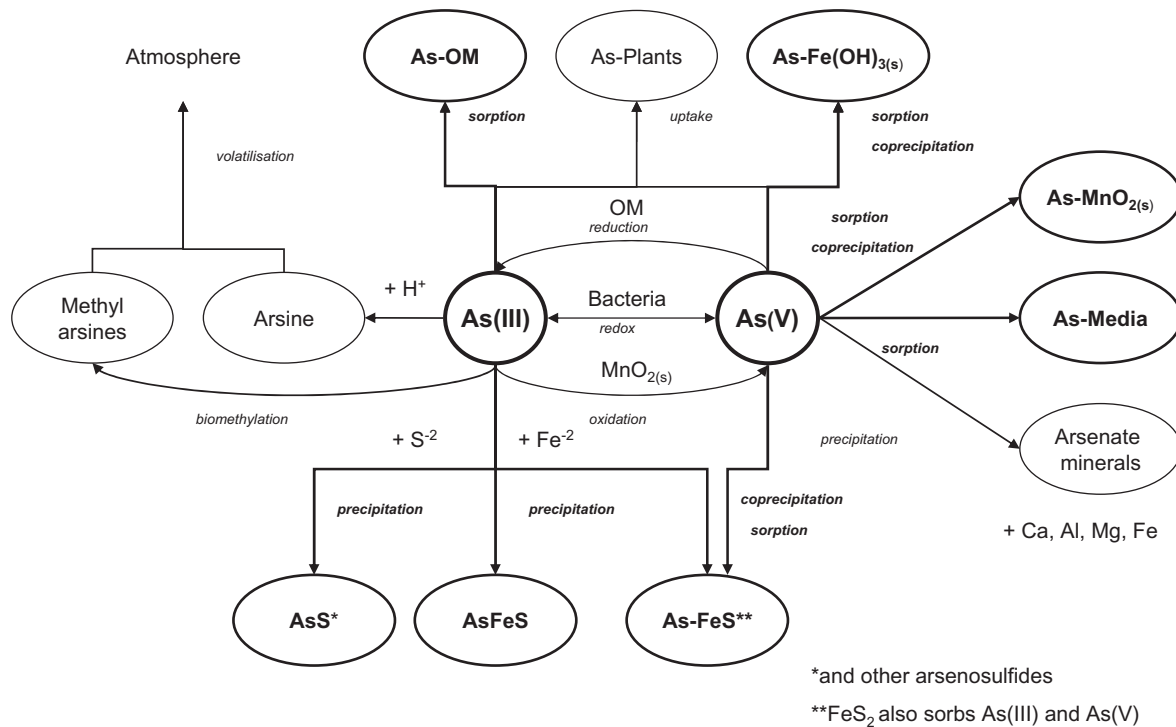 Atmosphere
As-OM
As-Plants
As-Fe(OH)₃₍ₛ₎
sorption
uptake
sorption
coprecipitation
volatilisation
As-MnO₂₍ₛ₎
OM
reduction
sorption
coprecipitation
Methyl
arsines
Arsine
+ H⁺
As(III)
Bacteria
redox
As(V)
As-Media
sorption
MnO₂₍ₛ₎
biomethylation
oxidation
+ S⁻²
+ Fe⁻²
precipitation
Arsenate
minerals
precipitation
precipitation
coprecipitation
sorption
+ Ca, Al, Mg, Fe
AsS*
AsFeS
As-FeS**
*and other arsenosulfides
**FeS₂ also sorbs As(III) and As(V)